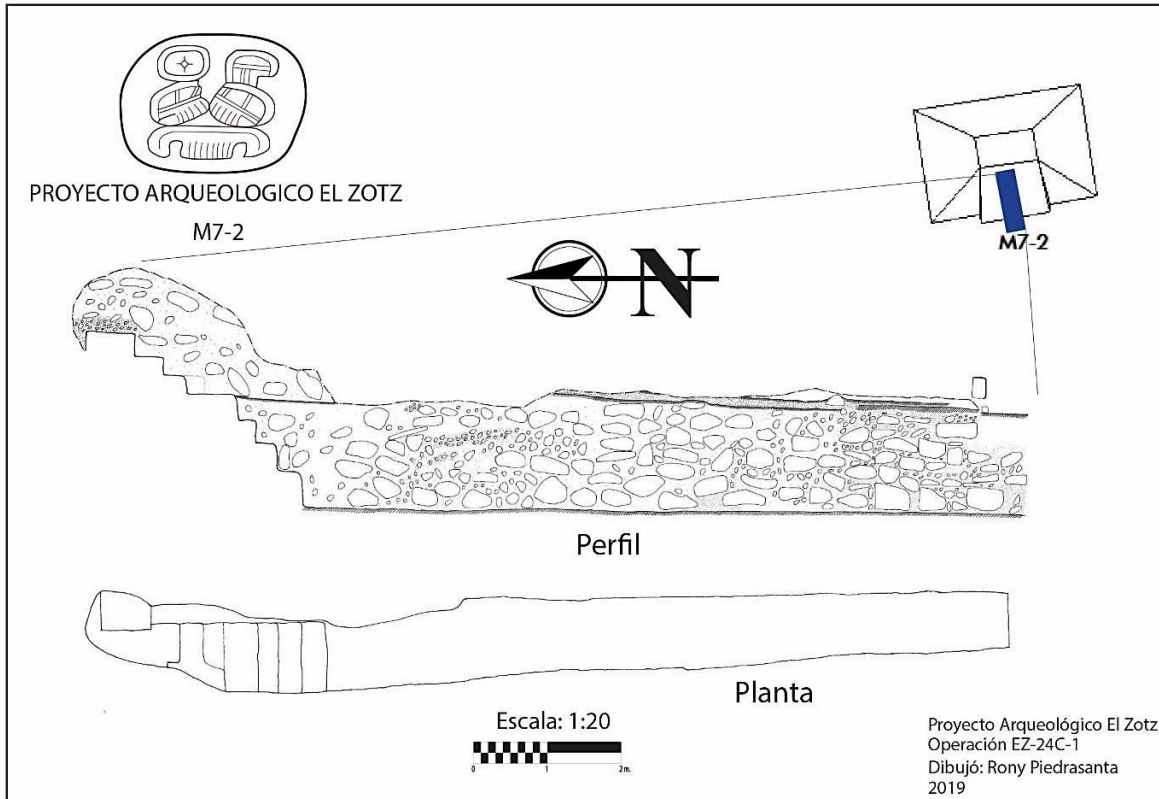 PROYECTO ARQUEOLOGICO EL ZOTZ
M7-2
M7-2
N
Perfil
Planta
Escala: 1:20
0 1 2 m.
Proyecto Arqueológico El Zotz
Operación EZ-24C-1
Dibujó: Rony Piedrasanta
2019